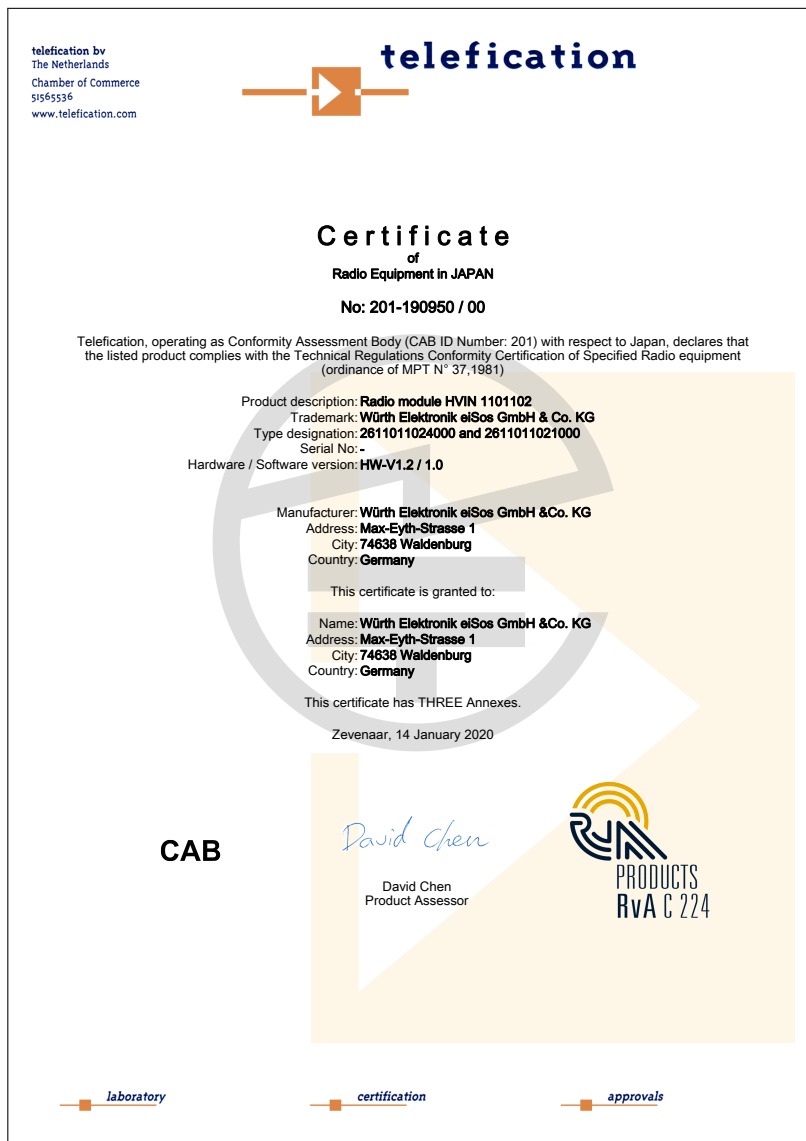 telefication bv
The Netherlands
Chamber of Commerce
51565536
www.telefication.com
telefication
Certificate
of
Radio Equipment in JAPAN
No: 201-190950 / 00
Telefication, operating as Conformity Assessment Body (CAB ID Number: 201) with respect to Japan, declares that
the listed product complies with the Technical Regulations Conformity Certification of Specified Radio equipment
(ordinance of MPT N° 37,1981)
Product description: Radio module HVIN 1101102
Trademark: Würth Elektronik eiSos GmbH & Co. KG
Type designation: 2611011024000 and 2611011021000
Serial No: -
Hardware / Software version: HW-V1.2 / 1.0
Manufacturer: Würth Elektronik eiSos GmbH &Co. KG
Address: Max-Eyth-Strasse 1
City: 74638 Waldenburg
Country: Germany
This certificate is granted to:
Name: Würth Elektronik eiSos GmbH &Co. KG
Address: Max-Eyth-Strasse 1
City: 74638 Waldenburg
Country: Germany
This certificate has THREE Annexes.
Zevenaar, 14 January 2020
CAB
David Chen
David Chen
Product Assessor
RVA
PRODUCTS
RvA C 224
laboratory
certification
approvals